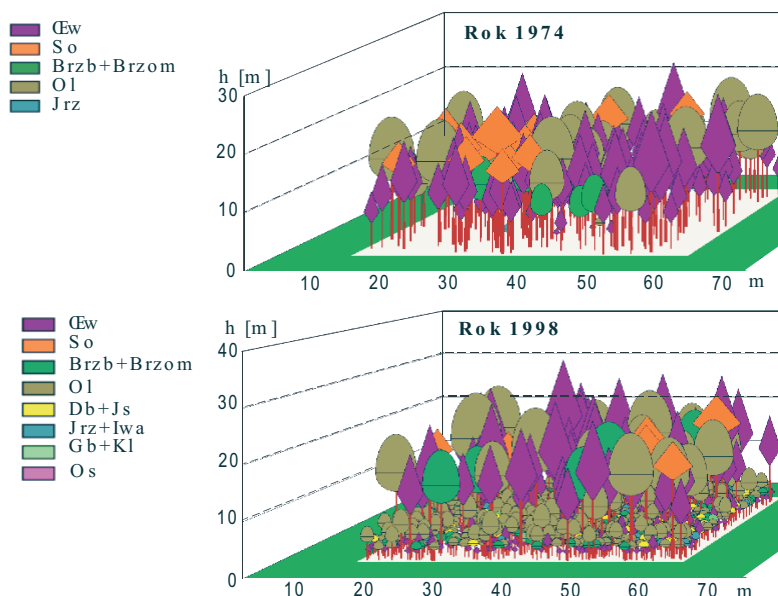 Œw
So
Brzb+Brzom
Ol
Jrz
Rok 1974
h [m]
30
20
10
0
10 20 30 40 50 60 70 m
Œw
So
Brzb+Brzom
Ol
Db+Js
Jrz+Iwa
Gb+Kl
Os
Rok 1998
h [m]
40
30
20
10
0
10 20 30 40 50 60 70 m